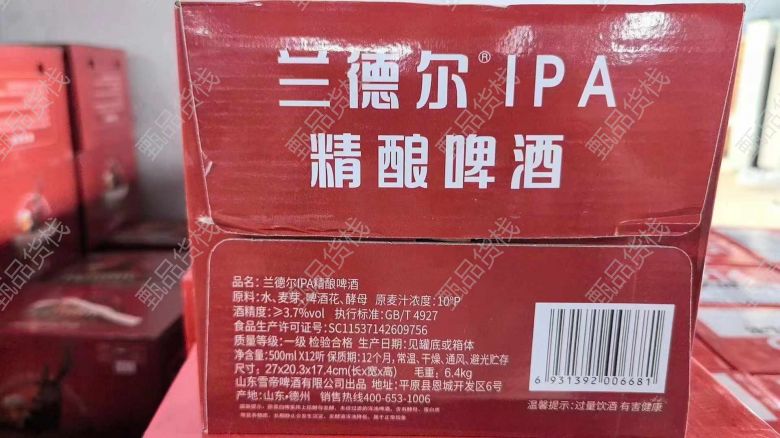 兰德尔®IPA
精酿啤酒
品名：兰德尔IPA精酿啤酒
原料：水、麦芽、啤酒花、酵母 原麦汁浓度：10°P
酒精度：≥3.7%vol 执行标准：GB/T 4927
食品生产许可证号：SC11537142609756
质量等级：一级 检验合格 生产日期：见罐底或箱体
净含量：500ml X12听 保质期：12个月，常温、干燥、通风、避光贮存
尺寸：27x20.3x17.4cm(长x宽x高) 毛重：6.4kg
山东雪帝啤酒有限公司出品 地址：平原县恩城开发区6号
产地：山东·德州 销售热线400-653-1006
6 931392 006681
温馨提示：过量饮酒 有害健康
甄品货栈